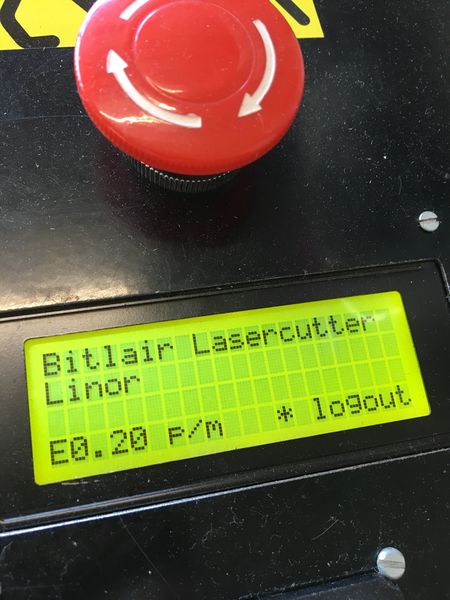 Bitlair Lasercutter
Linor
E0.20 p/m * logout